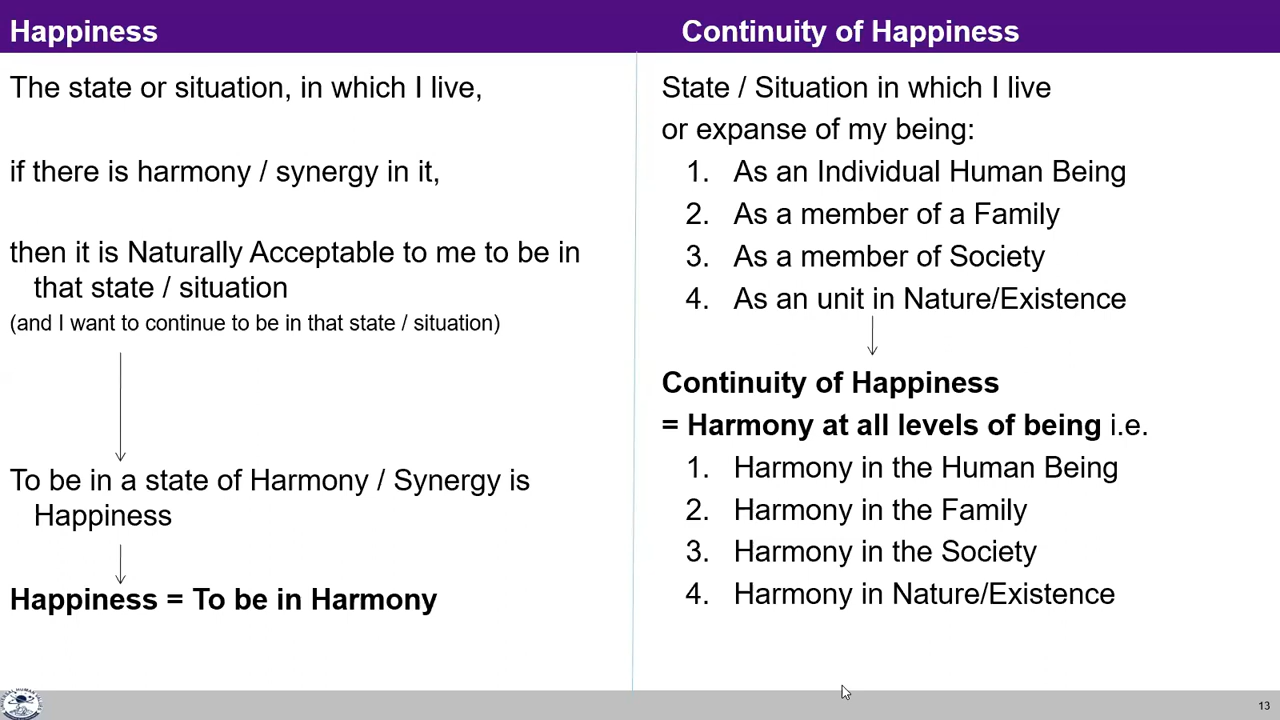 Happiness
The state or situation, in which I live,
if there is harmony / synergy in it,
then it is Naturally Acceptable to me to be in
that state / situation
(and I want to continue to be in that state / situation)
To be in a state of Harmony / Synergy is
Happiness
Happiness = To be in Harmony
Continuity of Happiness
State / Situation in which I live
or expanse of my being:
1. As an Individual Human Being
2. As a member of a Family
3. As a member of Society
4. As an unit in Nature/Existence
Continuity of Happiness
= Harmony at all levels of being i.e.
1. Harmony in the Human Being
2. Harmony in the Family
3. Harmony in the Society
4. Harmony in Nature/Existence
13